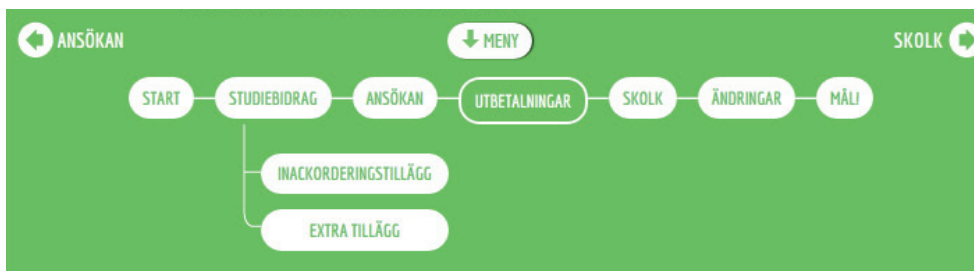 ANSÖKAN MENY SKOLK
START STUDIEBIDRAG ANSÖKAN UTBETALNINGAR SKOLK ÄNDRINGAR MÅL!
INACKORDERINGSTILLÄGG
EXTRA TILLÄGG